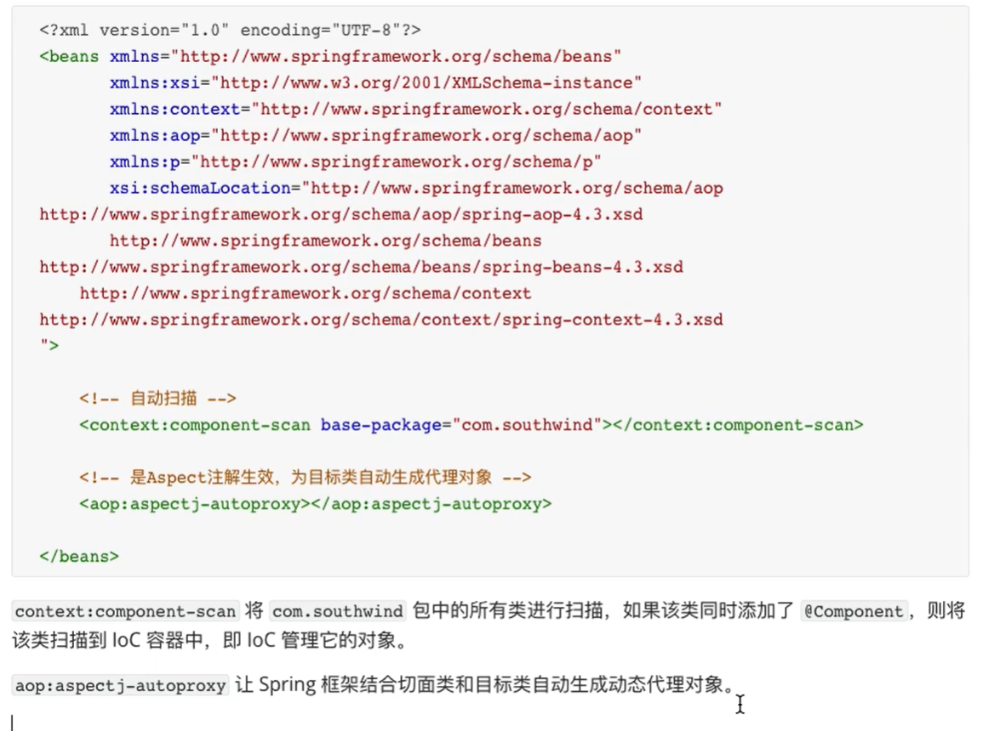 <?xml version="1.0" encoding="UTF-8"?>
<beans xmlns="http://www.springframework.org/schema/beans"
xmlns:xsi="http://www.w3.org/2001/XMLSchema-instance"
xmlns:context="http://www.springframework.org/schema/context"
xmlns:aop="http://www.springframework.org/schema/aop"
xmlns:p="http://www.springframework.org/schema/p"
xsi:schemaLocation="http://www.springframework.org/schema/aop
http://www.springframework.org/schema/aop/spring-aop-4.3.xsd
http://www.springframework.org/schema/beans
http://www.springframework.org/schema/beans/spring-beans-4.3.xsd
http://www.springframework.org/schema/context
http://www.springframework.org/schema/context/spring-context-4.3.xsd
">
<!-- 自动扫描 -->
<context:component-scan base-package="com.southwind"></context:component-scan>
<!-- 是Aspect注解生效，为目标类自动生成代理对象 -->
<aop:aspectj-autoproxy></aop:aspectj-autoproxy>
</beans>
context:component-scan 将 com.southwind 包中的所有类进行扫描，如果该类同时添加了 @Component，则将
该类扫描到 IoC 容器中，即 IoC 管理它的对象。
aop:aspectj-autoproxy 让 Spring 框架结合切面类和目标类自动生成动态代理对象。